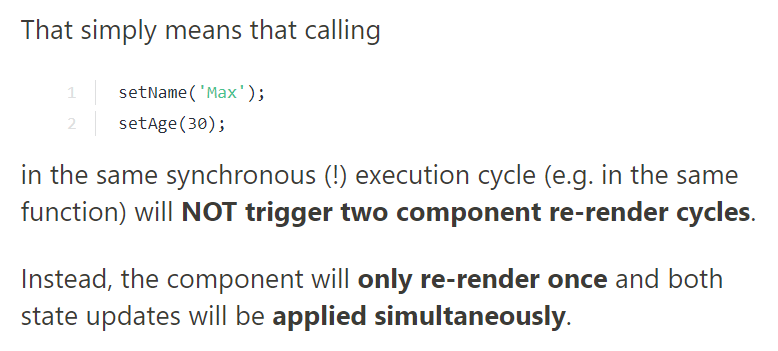 That simply means that calling
1 setName('Max');
2 setAge(30);
in the same synchronous (!) execution cycle (e.g. in the same
function) will NOT trigger two component re-render cycles.
Instead, the component will only re-render once and both
state updates will be applied simultaneously.